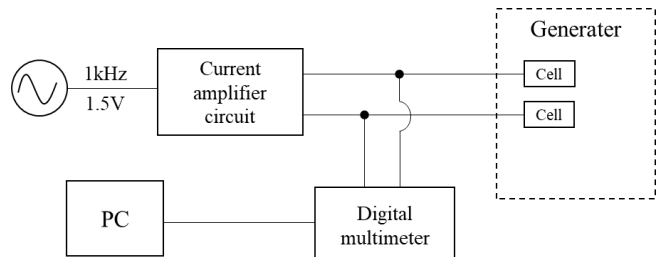 Generater
1kHz
1.5V
Current
amplifier
circuit
Cell
Cell
PC
Digital
multimeter